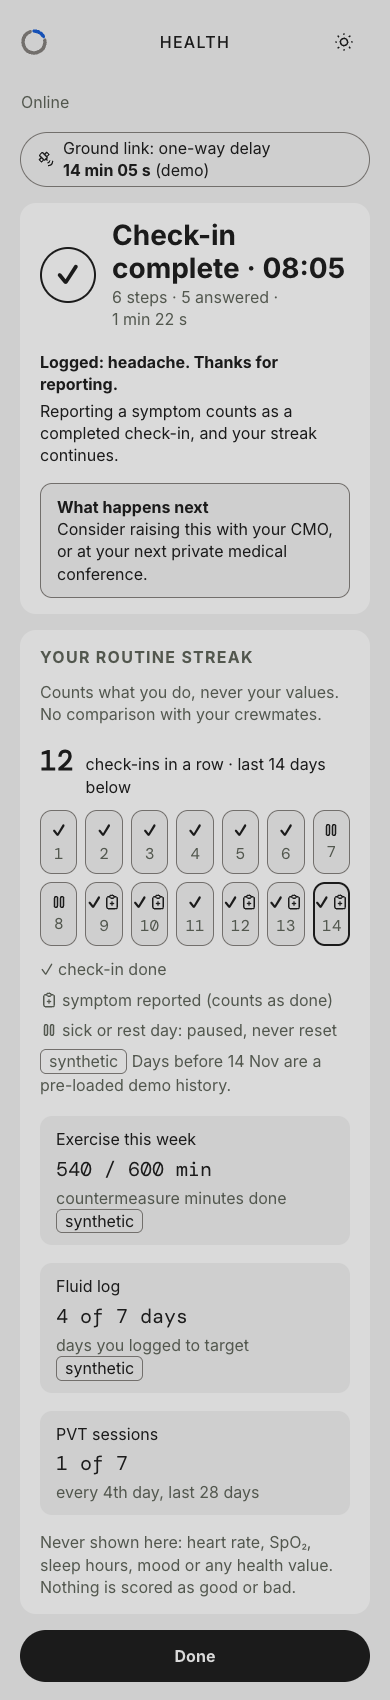 HEALTH
Online
Ground link: one-way delay
14 min 05 s (demo)
Check-in
complete · 08:05
6 steps · 5 answered ·
1 min 22 s
Logged: headache. Thanks for
reporting.
Reporting a symptom counts as a
completed check-in, and your streak
continues.
What happens next
Consider raising this with your CMO,
or at your next private medical
conference.
YOUR ROUTINE STREAK
Counts what you do, never your values.
No comparison with your crewmates.
12 check-ins in a row · last 14 days
below
1 2 3 4 5 6 7
8 9 10 11 12 13 14
check-in done
symptom reported (counts as done)
sick or rest day: paused, never reset
synthetic Days before 14 Nov are a
pre-loaded demo history.
Exercise this week
540 / 600 min
countermeasure minutes done
synthetic
Fluid log
4 of 7 days
days you logged to target
synthetic
PVT sessions
1 of 7
every 4th day, last 28 days
Never shown here: heart rate, SpO₂,
sleep hours, mood or any health value.
Nothing is scored as good or bad.
Done